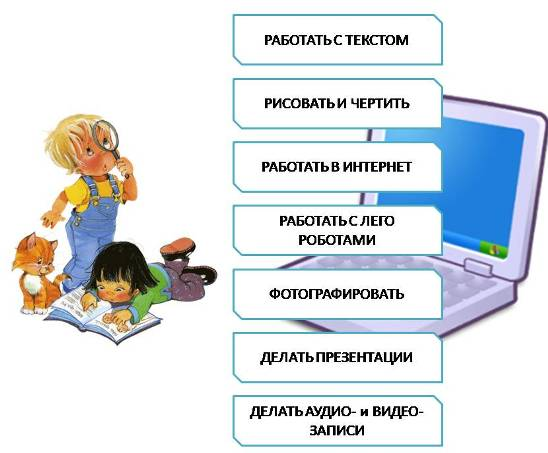 РАБОТАТЬ С ТЕКСТОМ
РИСОВАТЬ И ЧЕРТИТЬ
РАБОТАТЬ В ИНТЕРНЕТ
РАБОТАТЬ С ЛЕГО
РОБОТАМИ
ФОТОГРАФИРОВАТЬ
ДЕЛАТЬ ПРЕЗЕНТАЦИИ
ДЕЛАТЬ АУДИО- и ВИДЕО-
ЗАПИСИ